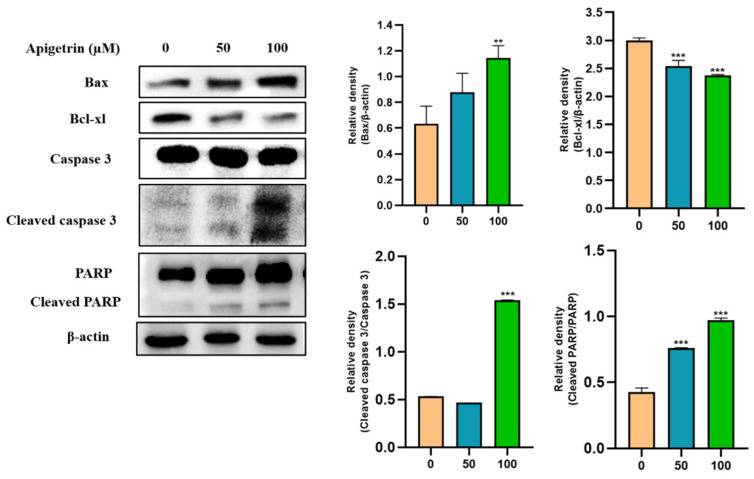 Apigetrin (µM) 0 50 100
Bax
Bcl-xl
Caspase 3
Cleaved caspase 3
PARP
Cleaved PARP
β-actin
Relative density
(Bax/β-actin)
1.4
1.2
1.0
0.8
0.6
0.4
0.2
0.0
**
0 50 100
Relative density
(Bcl-xl/β-actin)
3.5
3.0
2.5
2.0
1.5
1.0
0.5
0.0
***
***
0 50 100
Relative density
(Cleaved caspase 3/Caspase 3)
2.0
1.5
1.0
0.5
0.0
***
0 50 100
Relative density
(Cleaved PARP/PARP)
1.5
1.0
0.5
0.0
***
***
0 50 100